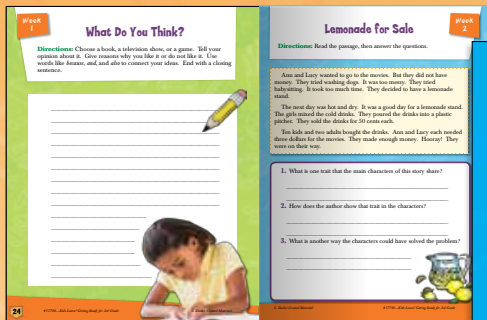 Week
1
What Do You Think?
Directions: Choose a book, a television show, or a game. Tell your
opinion about it. Give reasons why you like it or do not like it. Use
words like because, and, and also to connect your ideas. End with a closing
sentence.
24
Week
2
Lemonade for Sale
Directions: Read the passage, then answer the questions.
Ann and Lucy wanted to go to the movies. But they did not have
money. They tried washing dogs. It was too messy. They tried
babysitting. It took too much time. They decided to have a lemonade
stand.
The next day was hot and dry. It was a good day for a lemonade stand.
The girls mixed the cold drinks. They poured the drinks into a plastic
pitcher. They sold the drinks for 50 cents each.
Ten kids and two adults bought the drinks. Ann and Lucy each needed
three dollars for the movies. They made enough money. Hooray! They
were on their way.
1. What is one trait that the main characters of this story share?
2. How does the author show that trait in the characters?
3. What is another way the characters could have solved the problem?